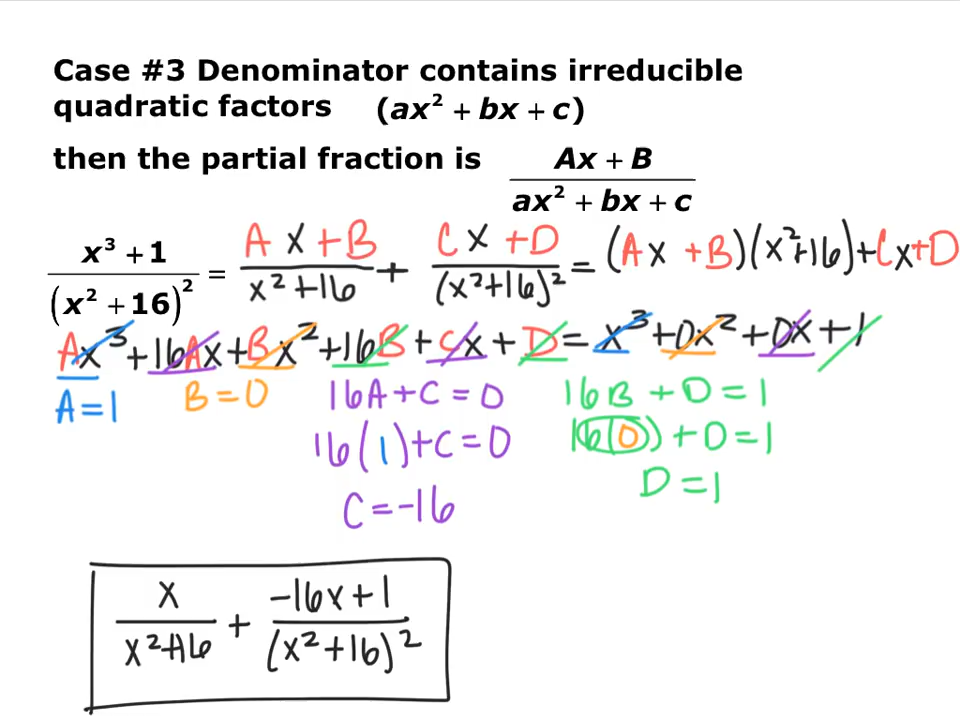 Case #3 Denominator contains irreducible
quadratic factors (ax² + bx + c)
then the partial fraction is (Ax + B)/(ax² + bx + c)
(x³ + 1)/(x² + 16)² = (Ax + B)/(x² + 16) + (Cx + D)/(x² + 16)² = (Ax + B)(x² + 16) + Cx + D
Ax³ + 16Ax + Bx² + 16B + Cx + D = x³ + 0x² + 0x + 1
A = 1 B = 0 16A + C = 0 16B + D = 1
16(1) + C = 0 16(0) + D = 1
C = -16 D = 1
x/(x² + 16) + (-16x + 1)/(x² + 16)²